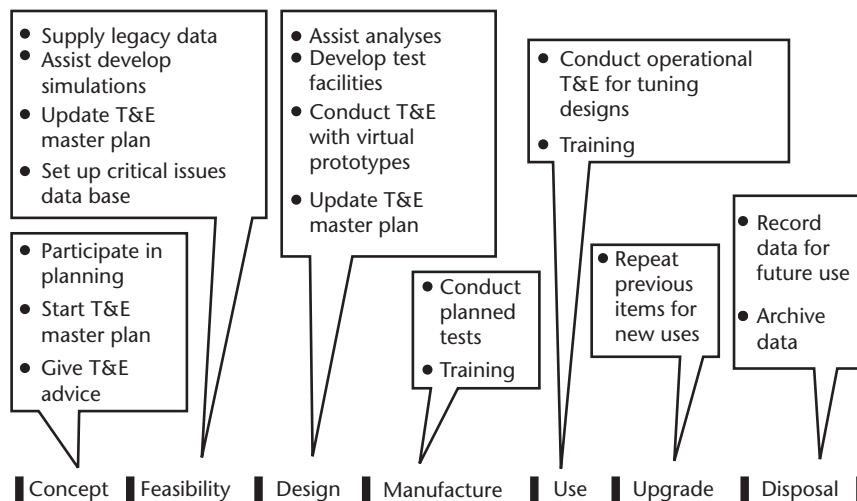 • Supply legacy data
• Assist develop
simulations
• Update T&E
master plan
• Set up critical issues
data base
• Assist analyses
• Develop test
facilities
• Conduct T&E
with virtual
prototypes
• Update T&E
master plan
• Conduct operational
T&E for tuning
designs
• Training
• Participate in
planning
• Start T&E
master plan
• Give T&E
advice
• Conduct
planned
tests
• Training
• Repeat
previous
items for
new uses
• Record
data for
future use
• Archive
data
Concept Feasibility Design Manufacture Use Upgrade Disposal